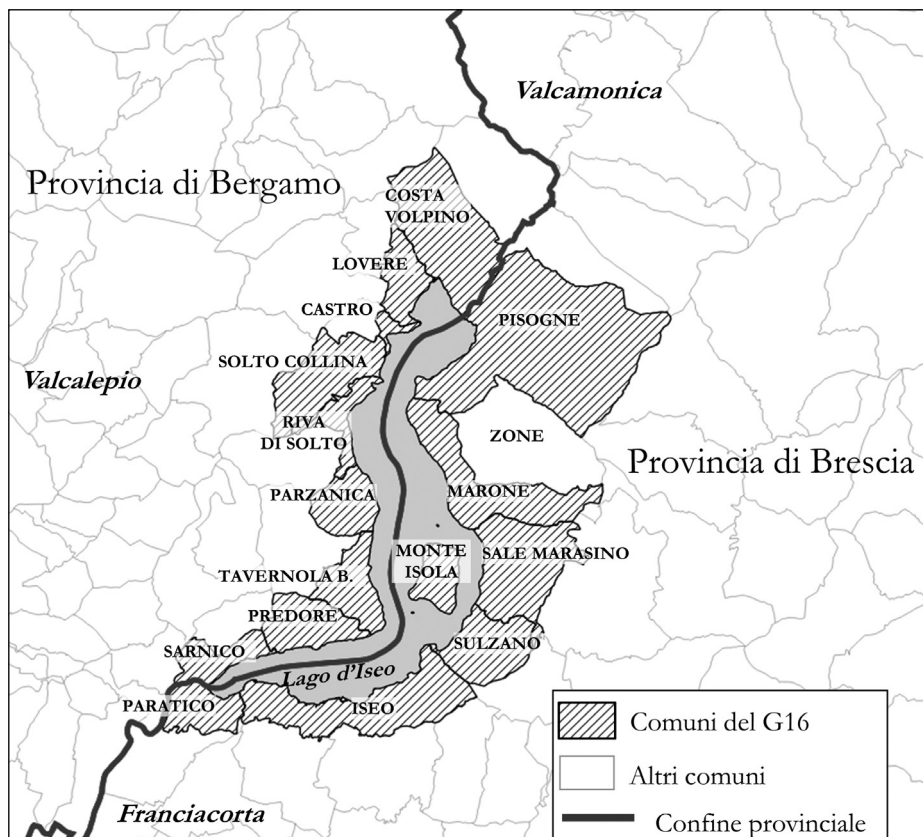 Valcamonica
Provincia di Bergamo
COSTA
VOLPINO
LOVERE
CASTRO
PISOGNE
SOLTO COLLINA
Valcalepio
RIVA
DI SOLTO
ZONE
Provincia di Brescia
PARZANICA
MARONE
MONTE
ISOLA
SALE MARASINO
TAVERNOLA B.
PREDORE
SULZANO
SARNICO
Lago d'Iseo
PARATICO
ISEO
Comuni del G16
Altri comuni
Franciacorta
Confine provinciale